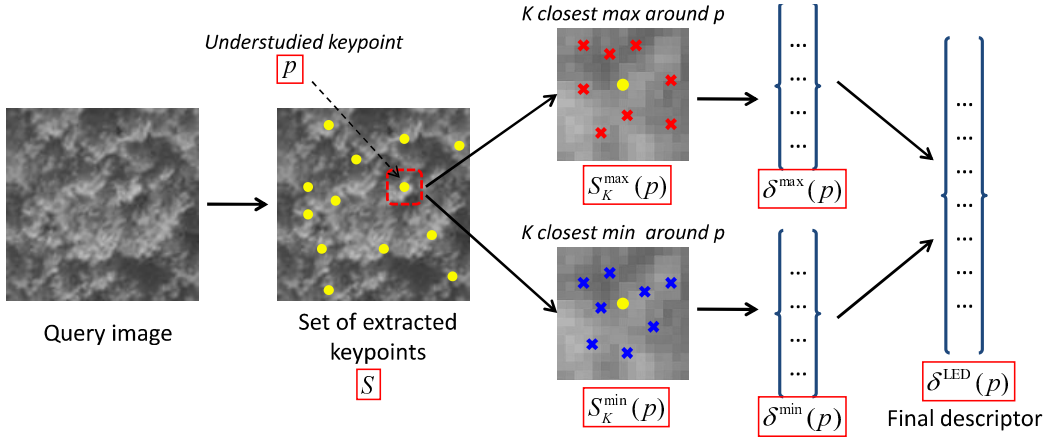 K closest max around p
Understudied keypoint
p
S_K^max (p)
...
...
...
...
δ^max (p)
Query image
Set of extracted
keypoints
S
K closest min  around p
S_K^min (p)
...
...
...
...
δ^min (p)
...
...
...
...
...
...
...
δ^LED (p)
Final descriptor